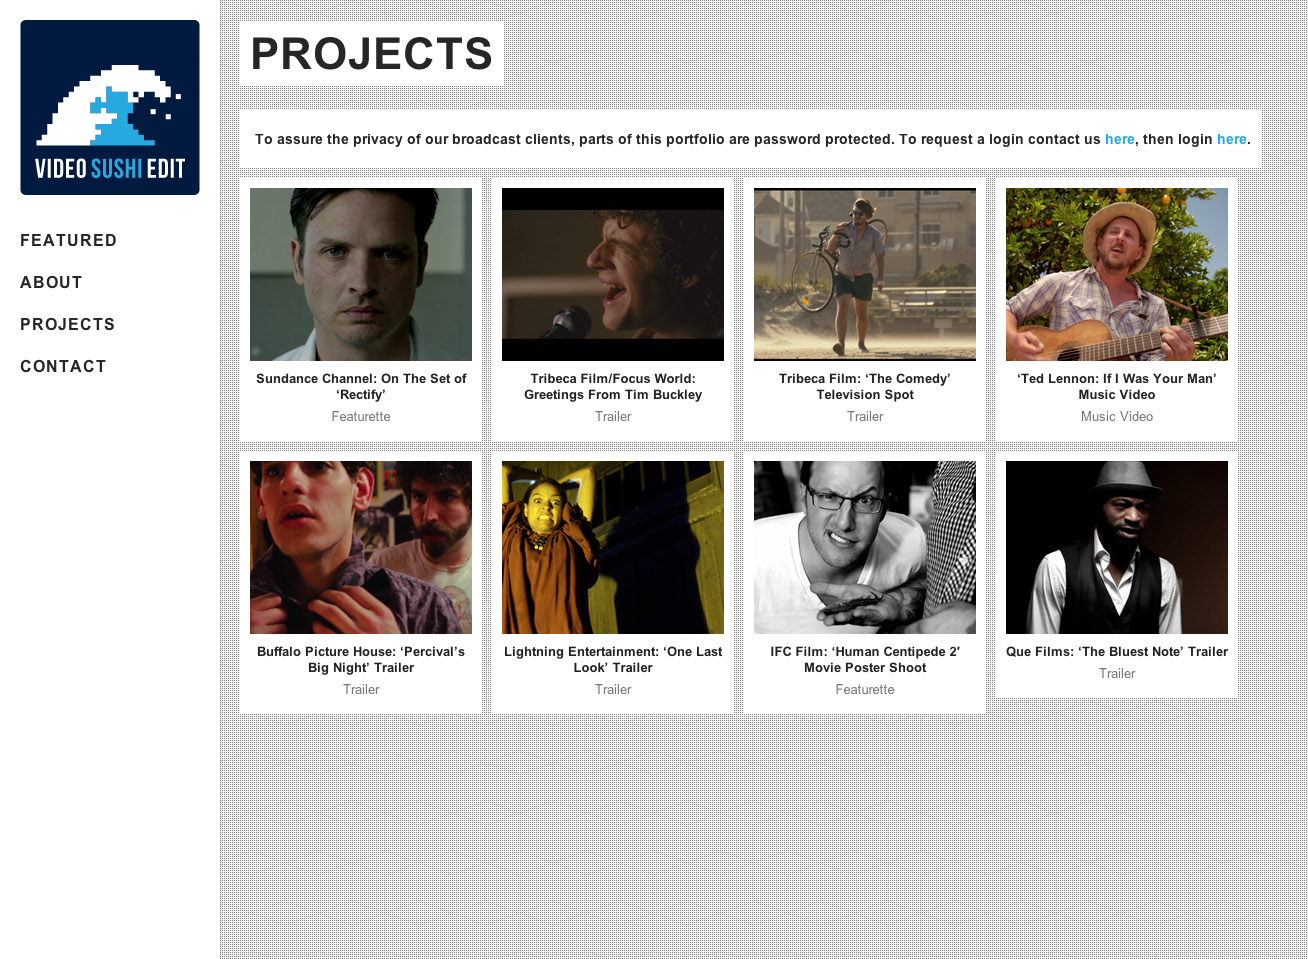 VIDEO SUSHI EDIT
FEATURED
ABOUT
PROJECTS
CONTACT
PROJECTS
To assure the privacy of our broadcast clients, parts of this portfolio are password protected. To request a login contact us here, then login here.
Sundance Channel: On The Set of
‘Rectify’
Featurette
Tribeca Film/Focus World:
Greetings From Tim Buckley
Trailer
Tribeca Film: ‘The Comedy’
Television Spot
Trailer
‘Ted Lennon: If I Was Your Man’
Music Video
Music Video
Buffalo Picture House: ‘Percival’s
Big Night’ Trailer
Trailer
Lightning Entertainment: ‘One Last
Look’ Trailer
Trailer
IFC Film: ‘Human Centipede 2′
Movie Poster Shoot
Featurette
Que Films: ‘The Bluest Note’ Trailer
Trailer